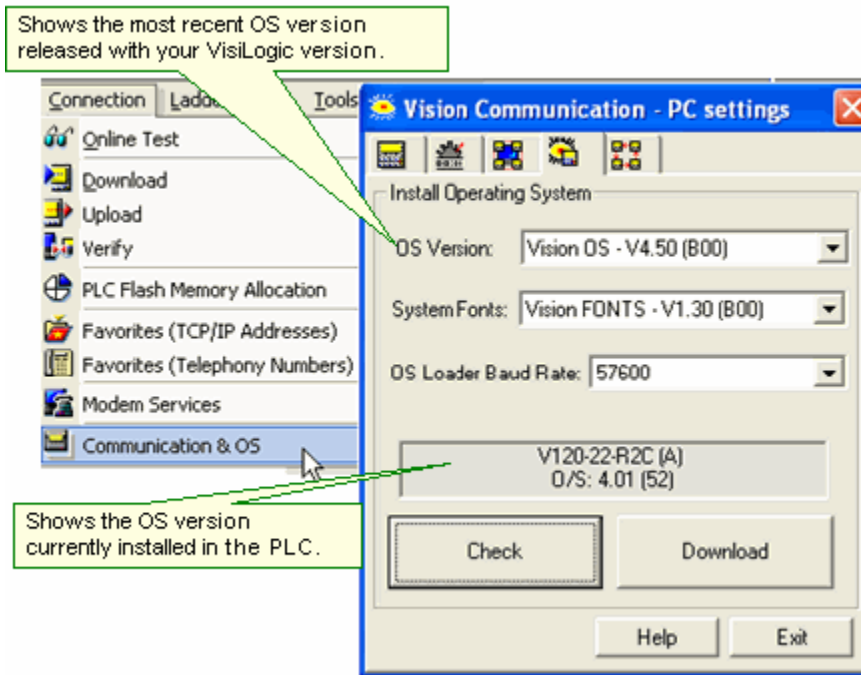 Shows the most recent OS version
released with your VisiLogic version.
Connection Ladde Tools
Online Test
Download
Upload
Verify
PLC Flash Memory Allocation
Favorites (TCP/IP Addresses)
Favorites (Telephony Numbers)
Modem Services
Communication & OS
Shows the OS version
currently installed in the PLC.
Vision Communication - PC settings
Install Operating System
OS Version: Vision OS - V4.50 (B00)
System Fonts: Vision FONTS - V1.30 (B00)
OS Loader Baud Rate: 57600
V120-22-R2C (A)
O/S: 4.01 (52)
Check Download
Help Exit